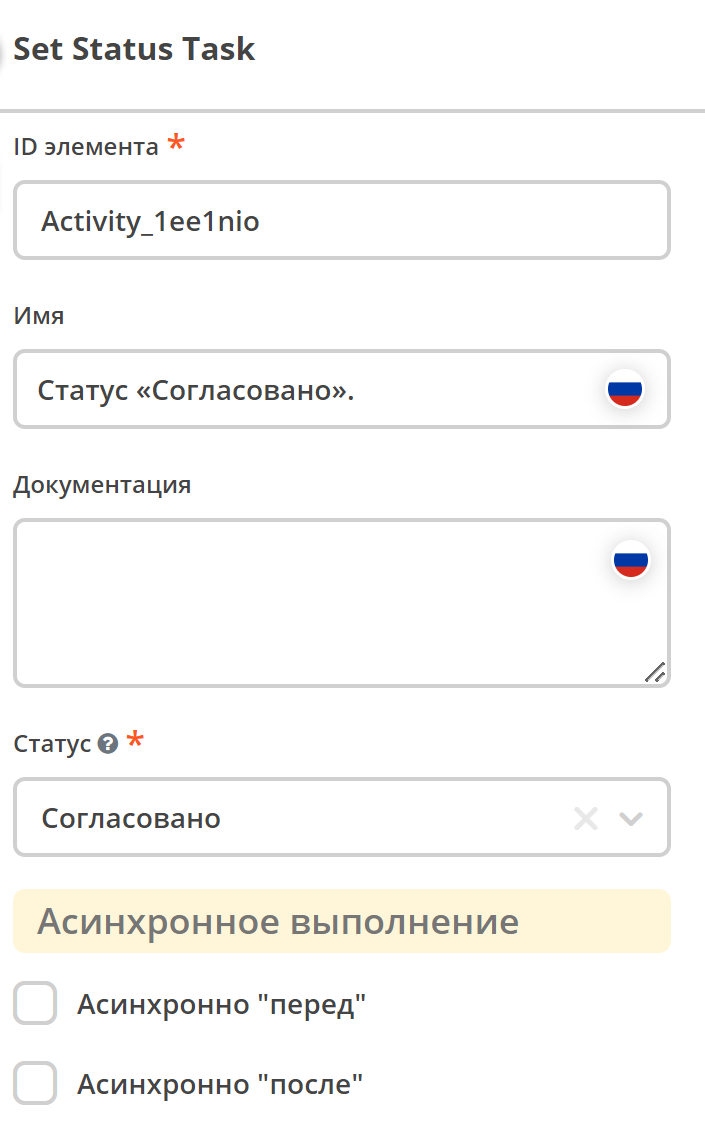 Set Status Task
ID элемента *
Activity_1ee1nio
Имя
Статус «Согласовано».
Документация
Статус ? *
Согласовано
Асинхронное выполнение
Асинхронно "перед"
Асинхронно "после"